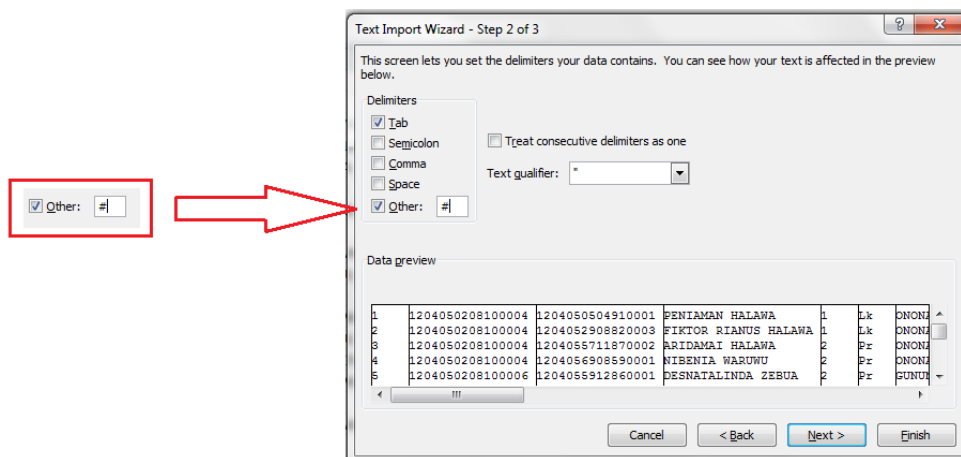 Text Import Wizard - Step 2 of 3
This screen lets you set the delimiters your data contains. You can see how your text is affected in the preview
below.
Delimiters
Tab
Semicolon
Treat consecutive delimiters as one
Comma
Text qualifier: "
Space
Other: #
Other: #
Data preview
1 1204050208100004 1204050504910001 PENIAMAN HALAWA 1 Lk
2 1204050208100004 1204052908820003 FIKTOR RIANUS HALAWA 1 Lk
3 1204050208100004 1204055711870002 ARIDAMAI HALAWA 2 Pr
4 1204050208100004 1204056908590001 NIBENIA WARUWU 2 Pr
5 1204050208100006 1204055912860001 DESNATALINDA ZEBUA 2 Pr
Cancel < Back Next > Finish